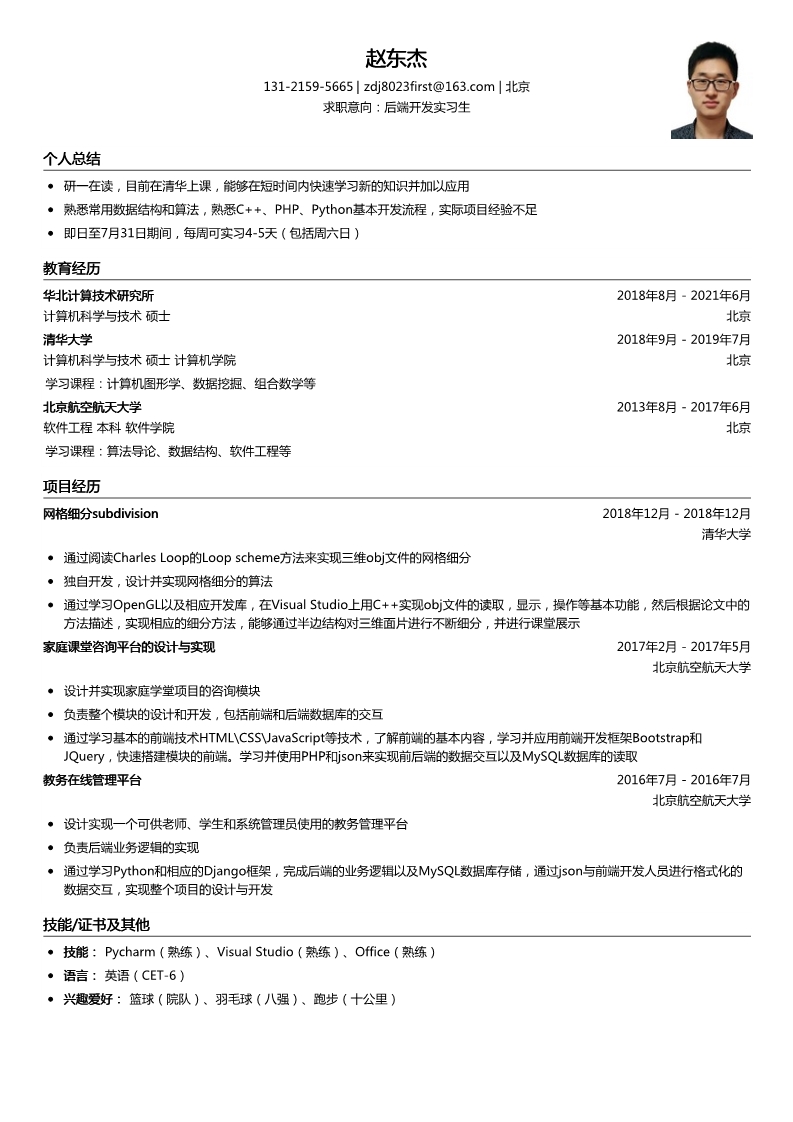 赵东杰
131-2159-5665 | zdj8023first@163.com | 北京
求职意向：后端开发实习生
个人总结
研一在读，目前在清华上课，能够在短时间内快速学习新的知识并加以应用
熟悉常用数据结构和算法，熟悉C++、PHP、Python基本开发流程，实际项目经验不足
即日至7月31日期间，每周可实习4-5天（包括周六日）
教育经历
华北计算技术研究所 2018年8月 - 2021年6月
计算机科学与技术 硕士 北京
清华大学 2018年9月 - 2019年7月
计算机科学与技术 硕士 计算机学院 北京
学习课程：计算机图形学、数据挖掘、组合数学等
北京航空航天大学 2013年8月 - 2017年6月
软件工程 本科 软件学院 北京
学习课程：算法导论、数据结构、软件工程等
项目经历
网格细分subdivision 2018年12月 - 2018年12月
清华大学
通过阅读Charles Loop的Loop scheme方法来实现三维obj文件的网格细分
独自开发，设计并实现网格细分的算法
通过学习OpenGL以及相应开发库，在Visual Studio上用C++实现obj文件的读取，显示，操作等基本功能，然后根据论文中的
方法描述，实现相应的细分方法，能够通过半边结构对三维面片进行不断细分，并进行课堂展示
家庭课堂咨询平台的设计与实现 2017年2月 - 2017年5月
北京航空航天大学
设计并实现家庭学堂项目的咨询模块
负责整个模块的设计和开发，包括前端和后端数据库的交互
通过学习基本的前端技术HTML\CSS\JavaScript等技术，了解前端的基本内容，学习并应用前端开发框架Bootstrap和
JQuery，快速搭建模块的前端。学习并使用PHP和json来实现前后端的数据交互以及MySQL数据库的读取
教务在线管理平台 2016年7月 - 2016年7月
北京航空航天大学
设计实现一个可供老师、学生和系统管理员使用的教务管理平台
负责后端业务逻辑的实现
通过学习Python和相应的Django框架，完成后端的业务逻辑以及MySQL数据库存储，通过json与前端开发人员进行格式化的
数据交互，实现整个项目的设计与开发
技能/证书及其他
技能： Pycharm（熟练）、Visual Studio（熟练）、Office（熟练）
语言： 英语（CET-6）
兴趣爱好： 篮球（院队）、羽毛球（八强）、跑步（十公里）